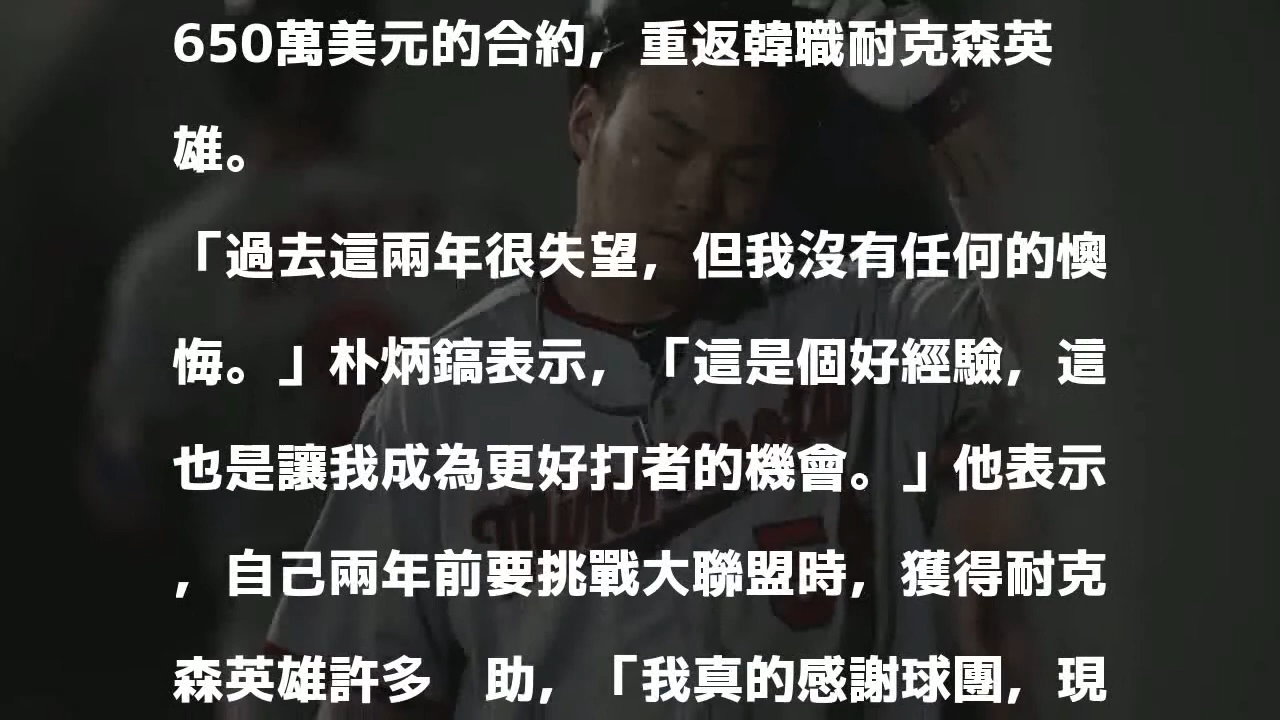 650萬美元的合約，重返韓職耐克森英
雄。
「過去這兩年很失望，但我沒有任何的懊
悔。」朴炳鎬表示，「這是個好經驗，這
也是讓我成為更好打者的機會。」他表示
，自己兩年前要挑戰大聯盟時，獲得耐克
森英雄許多　助，「我真的感謝球團，現
Minnesota
5